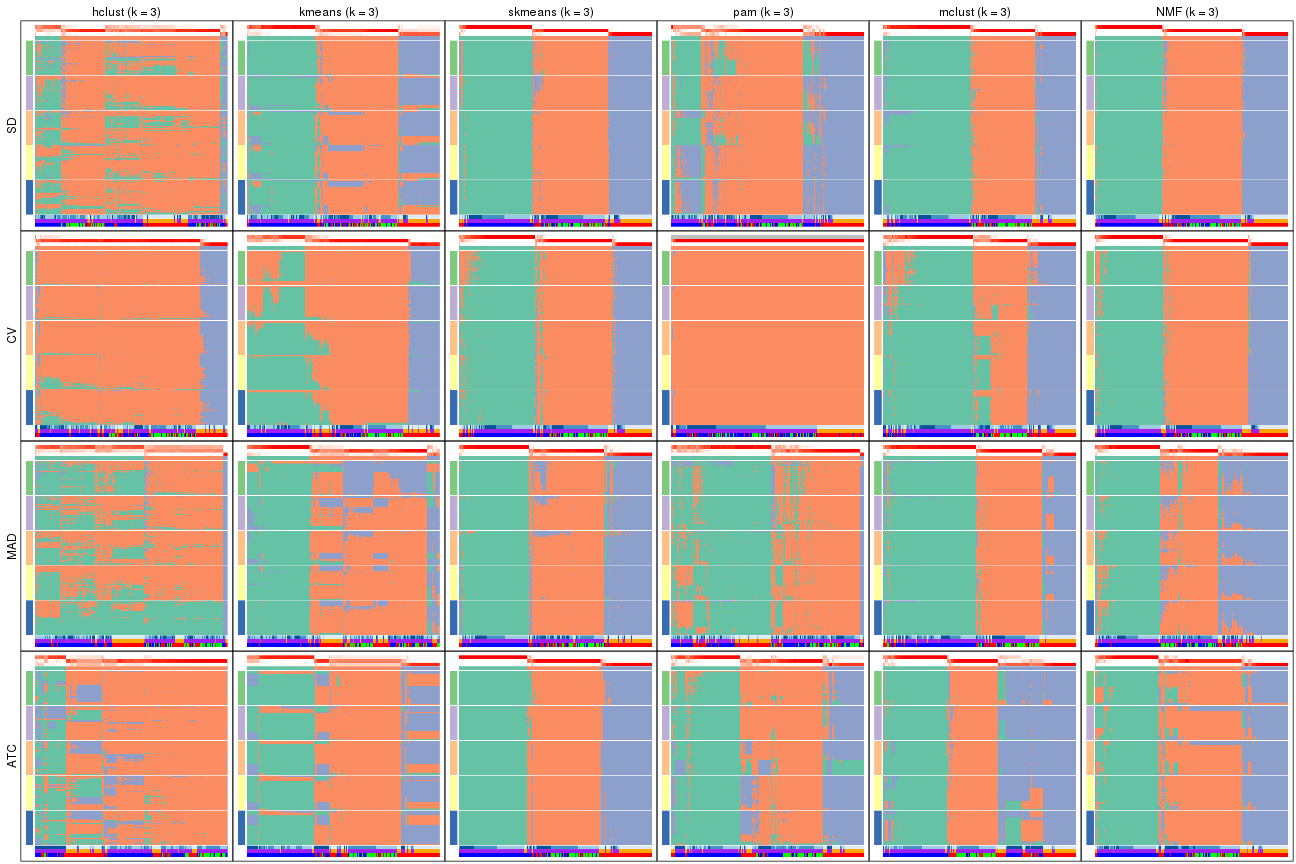 hclust (k = 3) kmeans (k = 3) skmeans (k = 3) pam (k = 3) mclust (k = 3) NMF (k = 3)
SD
CV
MAD
ATC